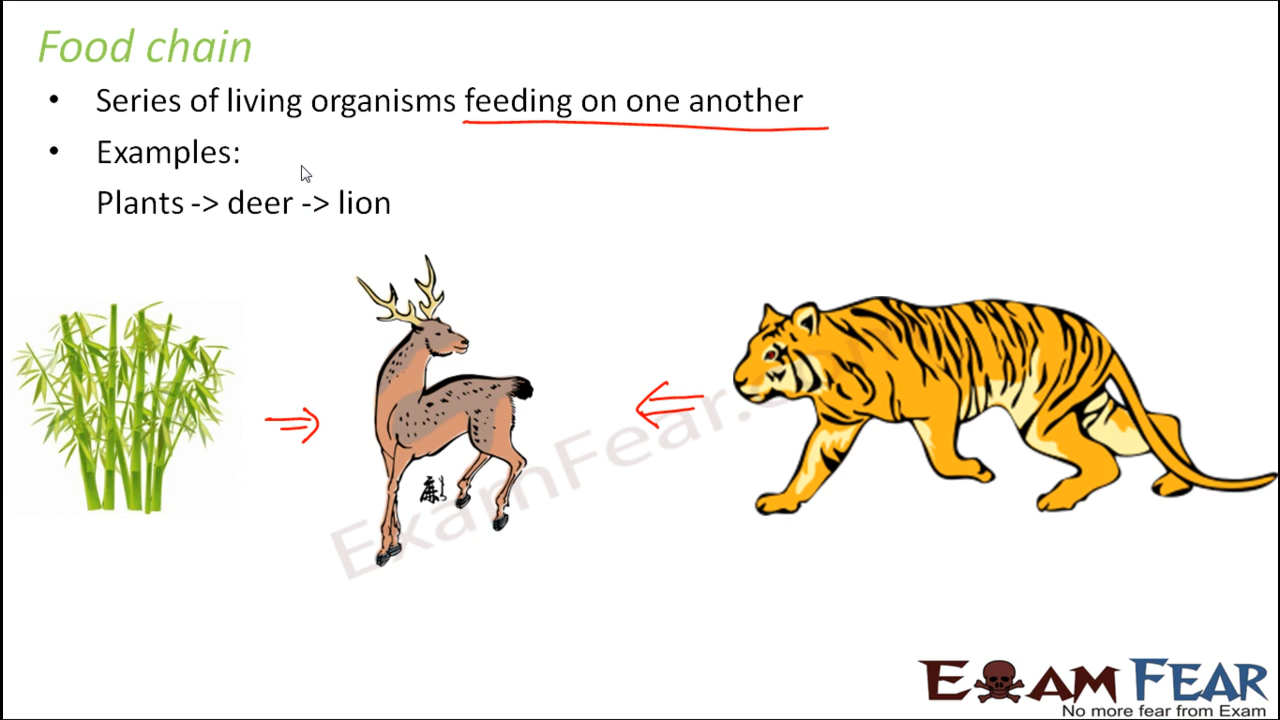 Food chain
• Series of living organisms feeding on one another
• Examples:
Plants -> deer -> lion
ExamFear.c
EXAM FEAR
No more fear from Exam